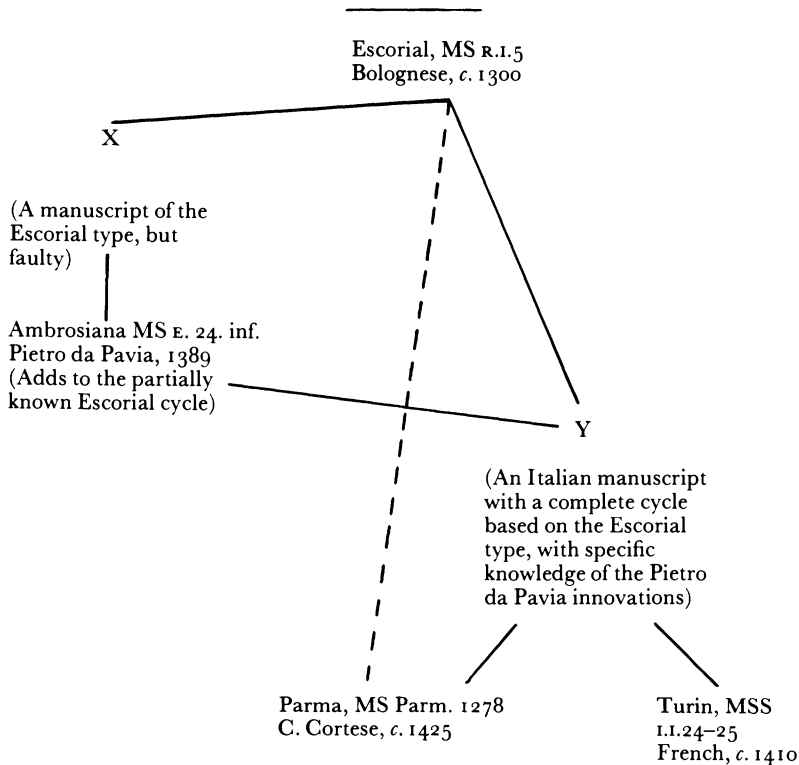 Escorial, MS R.I.5
Bolognese, c. 1300
X
(A manuscript of the
Escorial type, but
faulty)
Ambrosiana MS E. 24. inf.
Pietro da Pavia, 1389
(Adds to the partially
known Escorial cycle)
Y
(An Italian manuscript
with a complete cycle
based on the Escorial
type, with specific
knowledge of the Pietro
da Pavia innovations)
Parma, MS Parm. 1278
C. Cortese, c. 1425
Turin, MSS
I.I.24–25
French, c. 1410